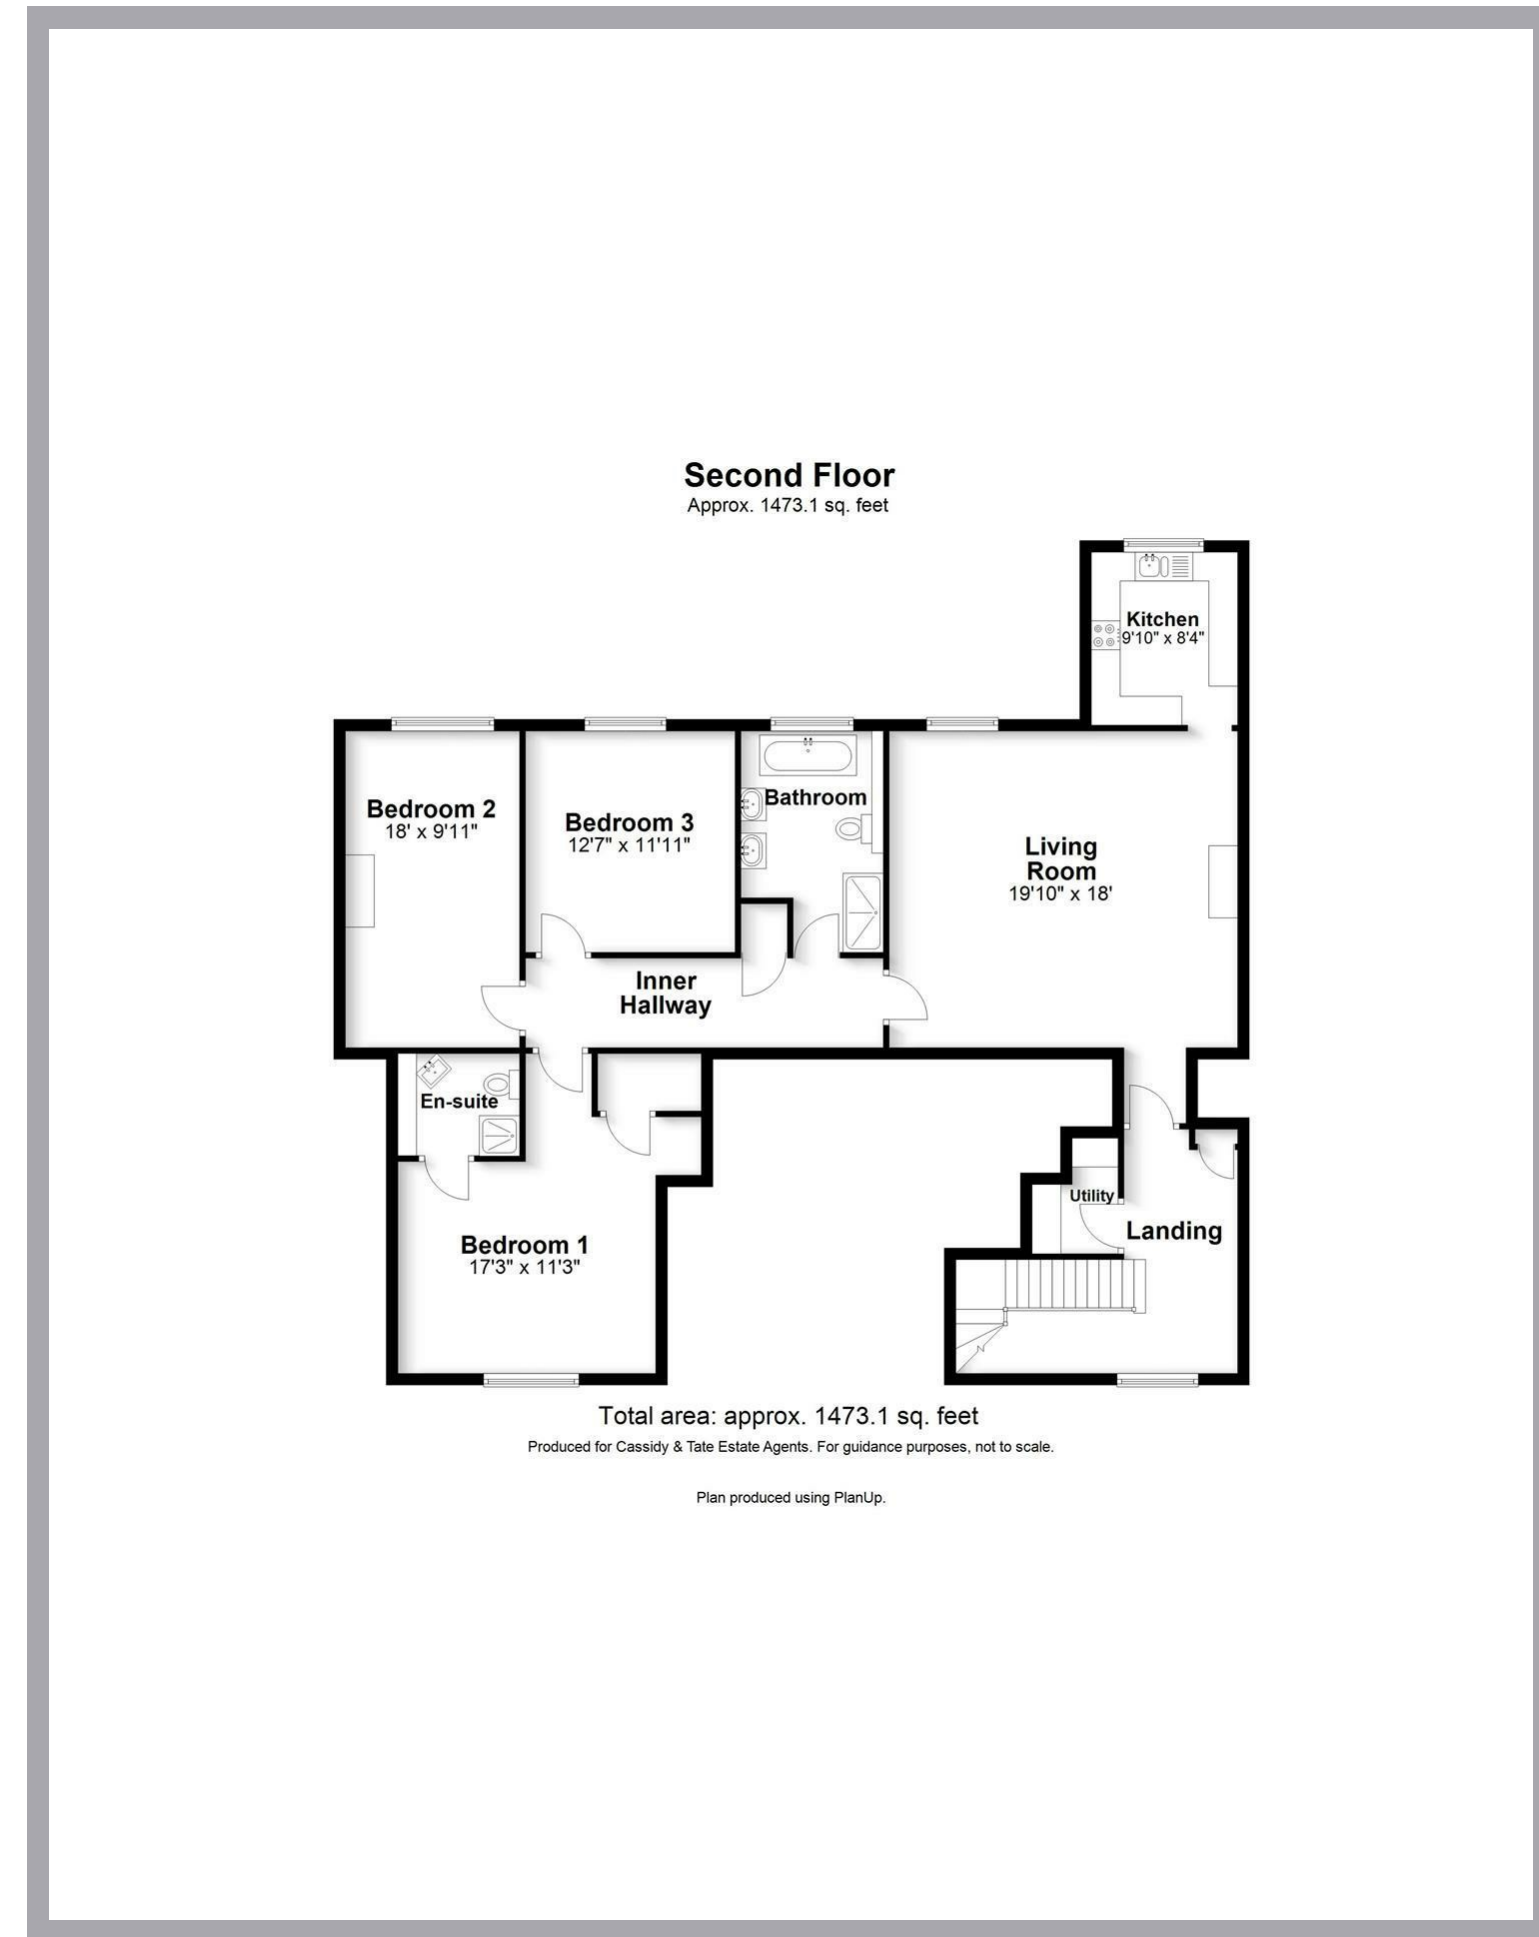 Second Floor
Approx. 1473.1 sq. feet
Kitchen
9'10" x 8'4"
Bedroom 2
18' x 9'11"
Bedroom 3
12'7" x 11'11"
Bathroom
Living
Room
19'10" x 18'
Inner
Hallway
En-suite
Utility
Landing
Bedroom 1
17'3" x 11'3"
Total area: approx. 1473.1 sq. feet
Produced for Cassidy & Tate Estate Agents. For guidance purposes, not to scale.
Plan produced using PlanUp.